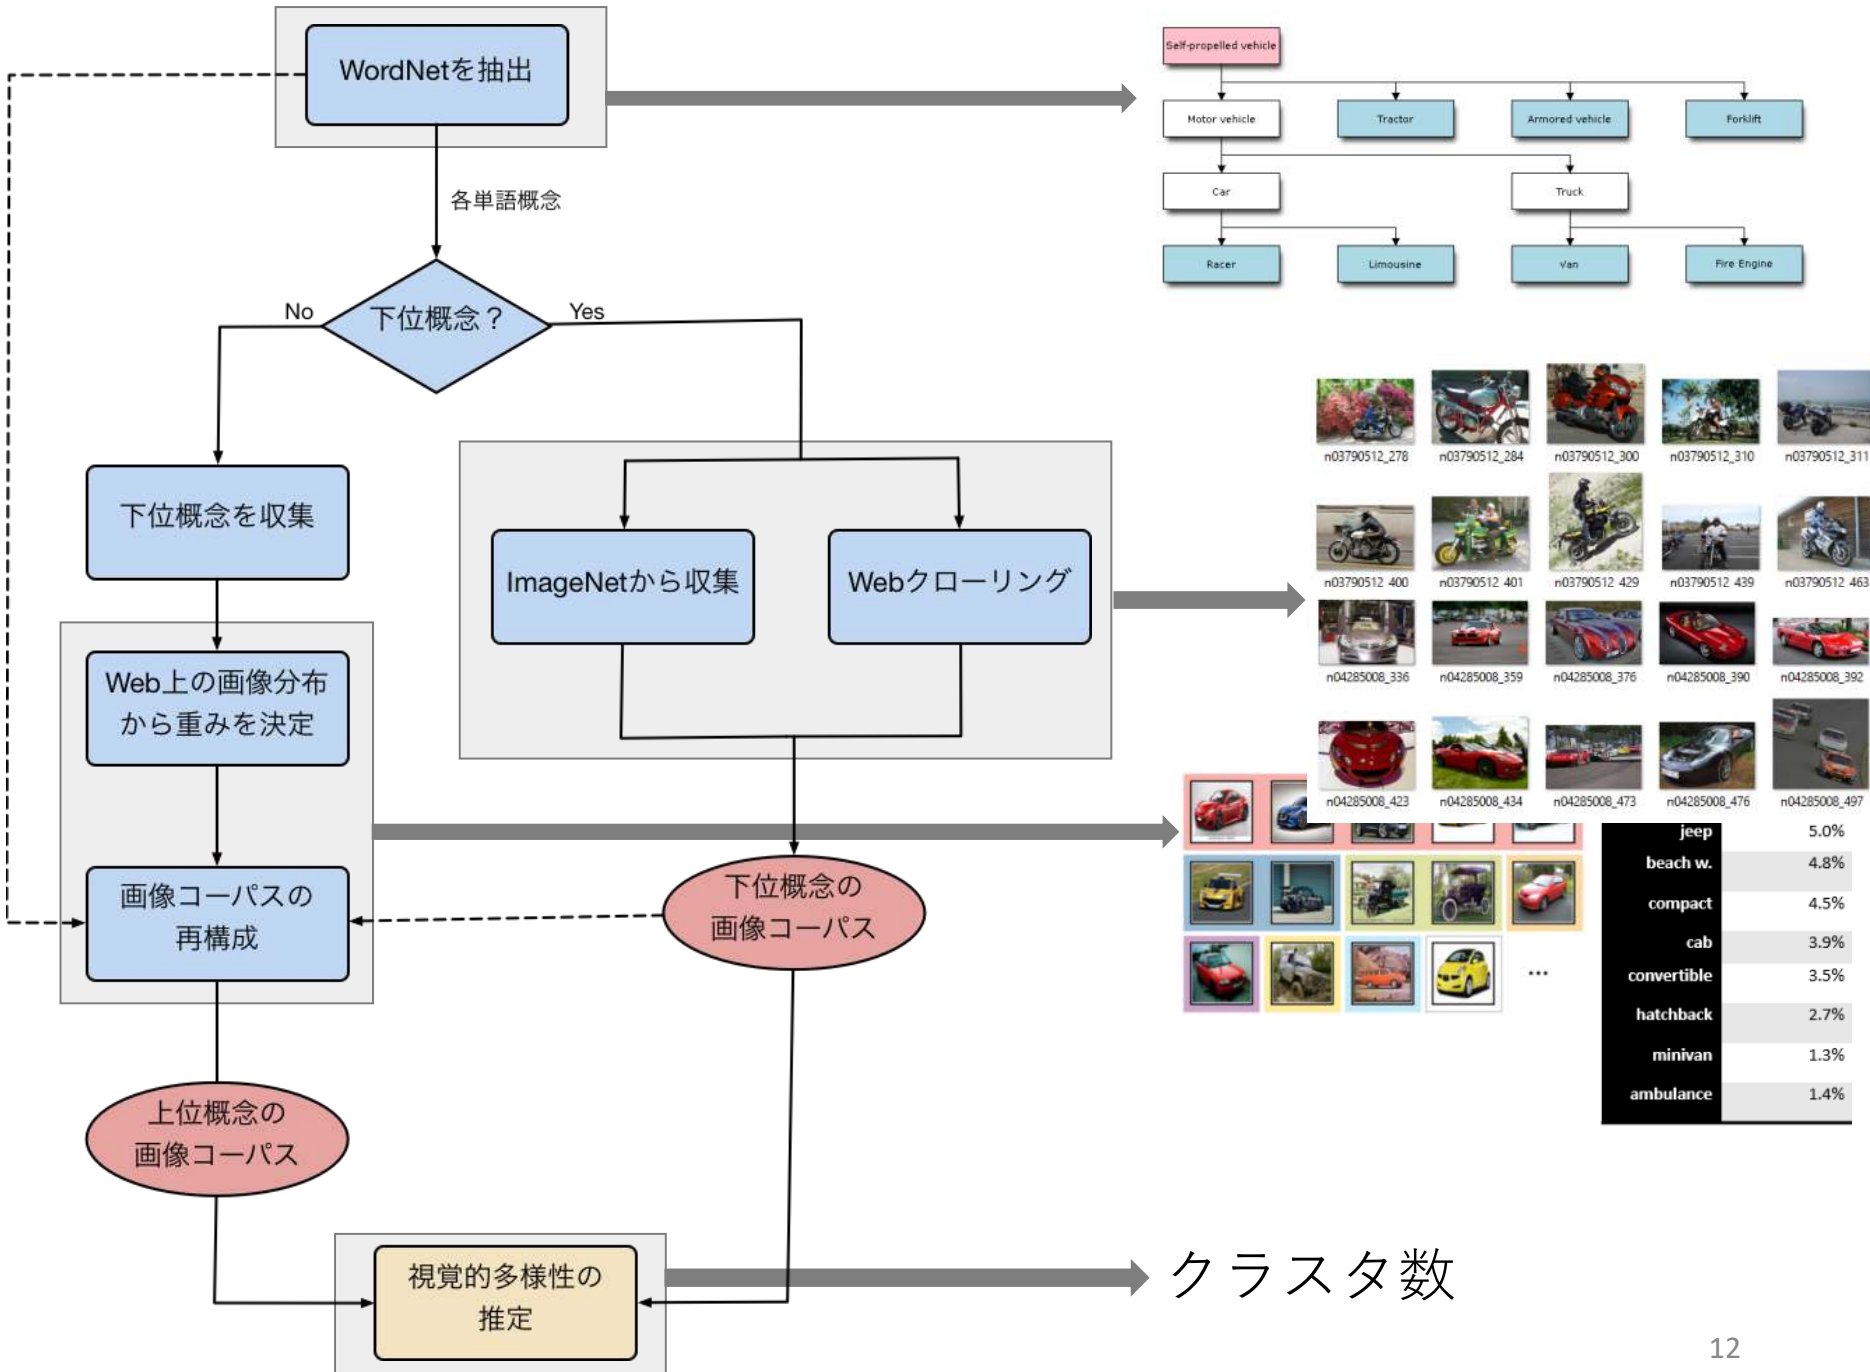 WordNetを抽出
各単語概念
下位概念？
No
Yes
下位概念を収集
ImageNetから収集
Webクローリング
Web上の画像分布
から重みを決定
画像コーパスの
再構成
下位概念の
画像コーパス
上位概念の
画像コーパス
視覚的多様性の
推定
Self-propelled vehicle
Motor vehicle
Tractor
Armored vehicle
Forklift
Car
Truck
Racer
Limousine
Van
Fire Engine
n03790512_278
n03790512_284
n03790512_300
n03790512_310
n03790512_311
n03790512_400
n03790512_401
n03790512_429
n03790512_439
n03790512_463
n04285008_336
n04285008_359
n04285008_376
n04285008_390
n04285008_392
n04285008_423
n04285008_434
n04285008_473
n04285008_476
n04285008_497
...
jeep 5.0%
beach w. 4.8%
compact 4.5%
cab 3.9%
convertible 3.5%
hatchback 2.7%
minivan 1.3%
ambulance 1.4%
クラスタ数
12